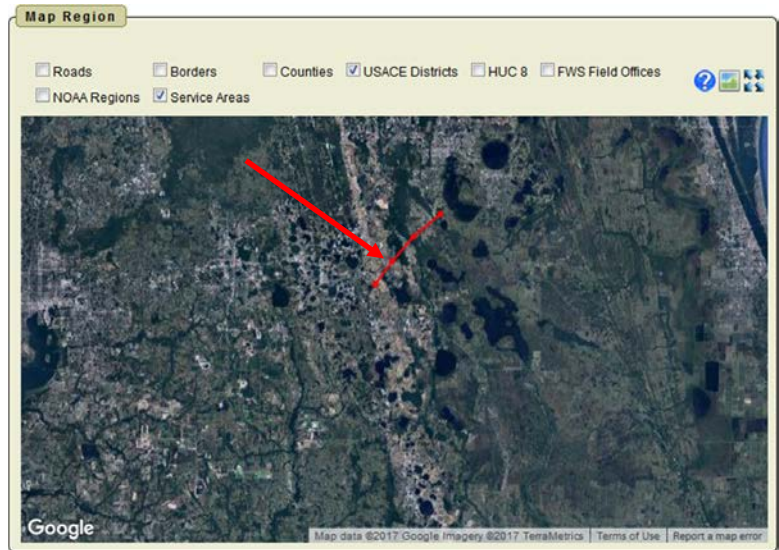 Map Region
Roads Borders Counties USACE Districts HUC 8 FWS Field Offices
NOAA Regions Service Areas
?
Google
Map data ©2017 Google Imagery ©2017 TerraMetrics Terms of Use Report a map error